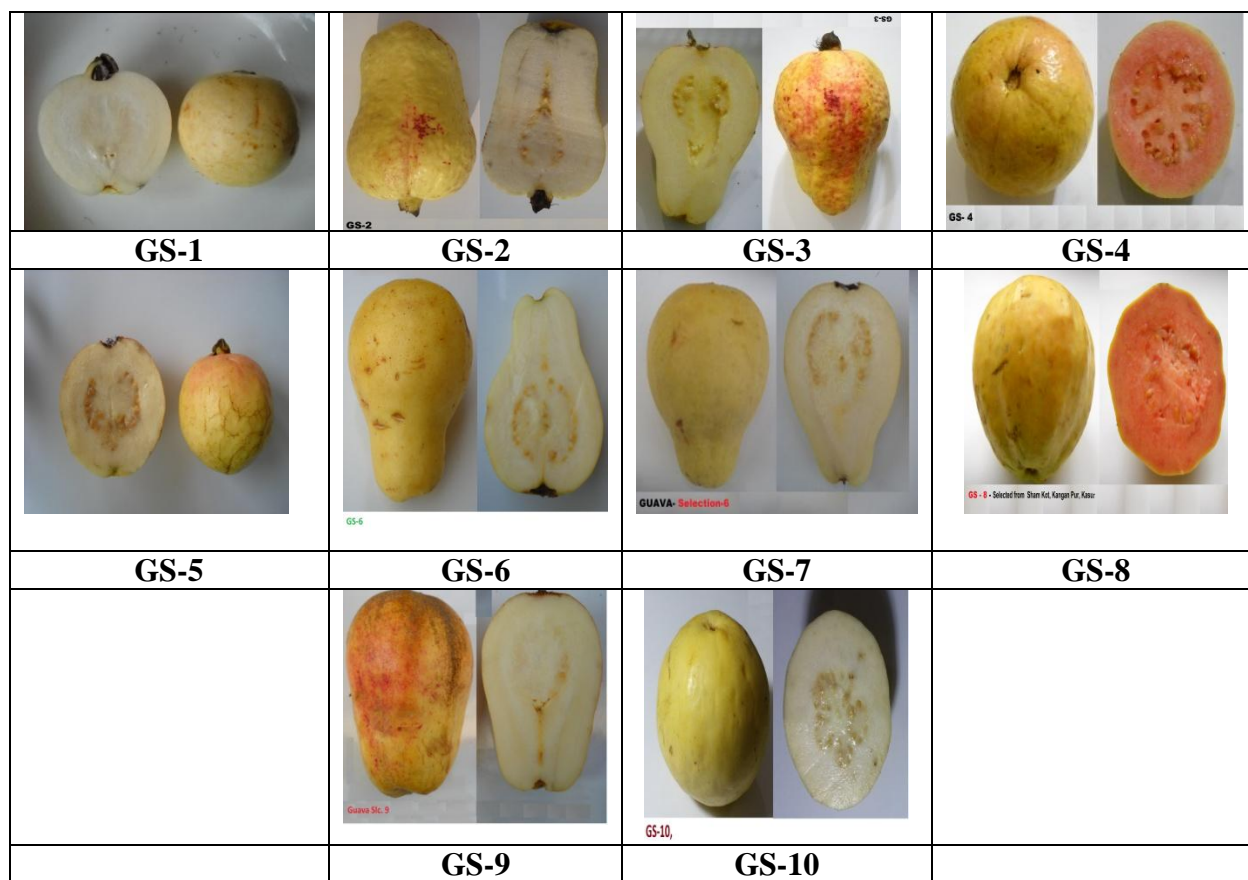 GS-3
GS-2
GS- 4
GS-1
GS-2
GS-3
GS-4
GS-6
GUAVA- Selection-6
GS - 8 - Selected from Sham Kot, Kangan Pur, Kasur
GS-5
GS-6
GS-7
GS-8
Guava Slc. 9
GS-10,
GS-9
GS-10